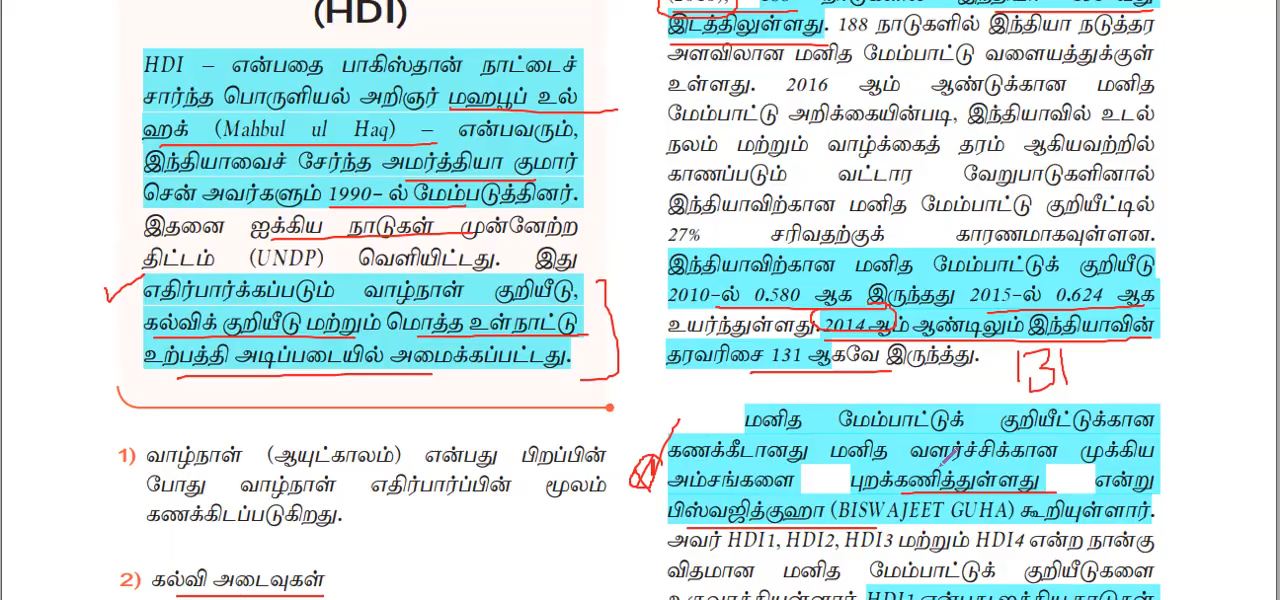 (HDI)
HDI – என்பதை பாகிஸ்தான் நாட்டைச்
சார்ந்த பொருளியல் அறிஞர் மஹபூப் உல்
ஹக் (Mahbul ul Haq) – என்பவரும்,
இந்தியாவைச் சேர்ந்த அமர்த்தியா குமார்
சென் அவர்களும் 1990- ல் மேம்படுத்தினர்.
இதனை ஐக்கிய நாடுகள் முன்னேற்ற
திட்டம் (UNDP) வெளியிட்டது. இது
எதிர்பார்க்கப்படும் வாழ்நாள் குறியீடு,
கல்விக் குறியீடு மற்றும் மொத்த உள்நாட்டு
உற்பத்தி அடிப்படையில் அமைக்கப்பட்டது.
1) வாழ்நாள் (ஆயுட்காலம்) என்பது பிறப்பின்
போது வாழ்நாள் எதிர்பார்ப்பின் மூலம்
கணக்கிடப்படுகிறது.
2) கல்வி அடைவுகள்
இடத்திலுள்ளது. 188 நாடுகளில் இந்தியா நடுத்தர
அளவிலான மனித மேம்பாட்டு வளையத்துக்குள்
உள்ளது. 2016 ஆம் ஆண்டுக்கான மனித
மேம்பாட்டு அறிக்கையின்படி, இந்தியாவில் உடல்
நலம் மற்றும் வாழ்க்கைத் தரம் ஆகியவற்றில்
காணப்படும் வட்டார வேறுபாடுகளினால்
இந்தியாவிற்கான மனித மேம்பாட்டு குறியீட்டில்
27% சரிவதற்குக் காரணமாகவுள்ளன.
இந்தியாவிற்கான மனித மேம்பாட்டுக் குறியீடு
2010-ல் 0.580 ஆக இருந்தது 2015-ல் 0.624 ஆக
உயர்ந்துள்ளது. 2014 ஆம் ஆண்டிலும் இந்தியாவின்
தரவரிசை 131 ஆகவே இருந்த்து.
131
மனித மேம்பாட்டுக் குறியீட்டுக்கான
கணக்கீடானது மனித வளர்ச்சிக்கான முக்கிய
அம்சங்களை புறக்கணித்துள்ளது என்று
பிஸ்வஜித்குஹா (BISWAJEET GUHA) கூறியுள்ளார்.
அவர் HDI1, HDI2, HDI3 மற்றும் HDI4 என்ற நான்கு
விதமான மனித மேம்பாட்டுக் குறியீடுகளை
உருவாக்கியுள்ளார். HDI1 என்பது ஐக்கிய நாடுகள்